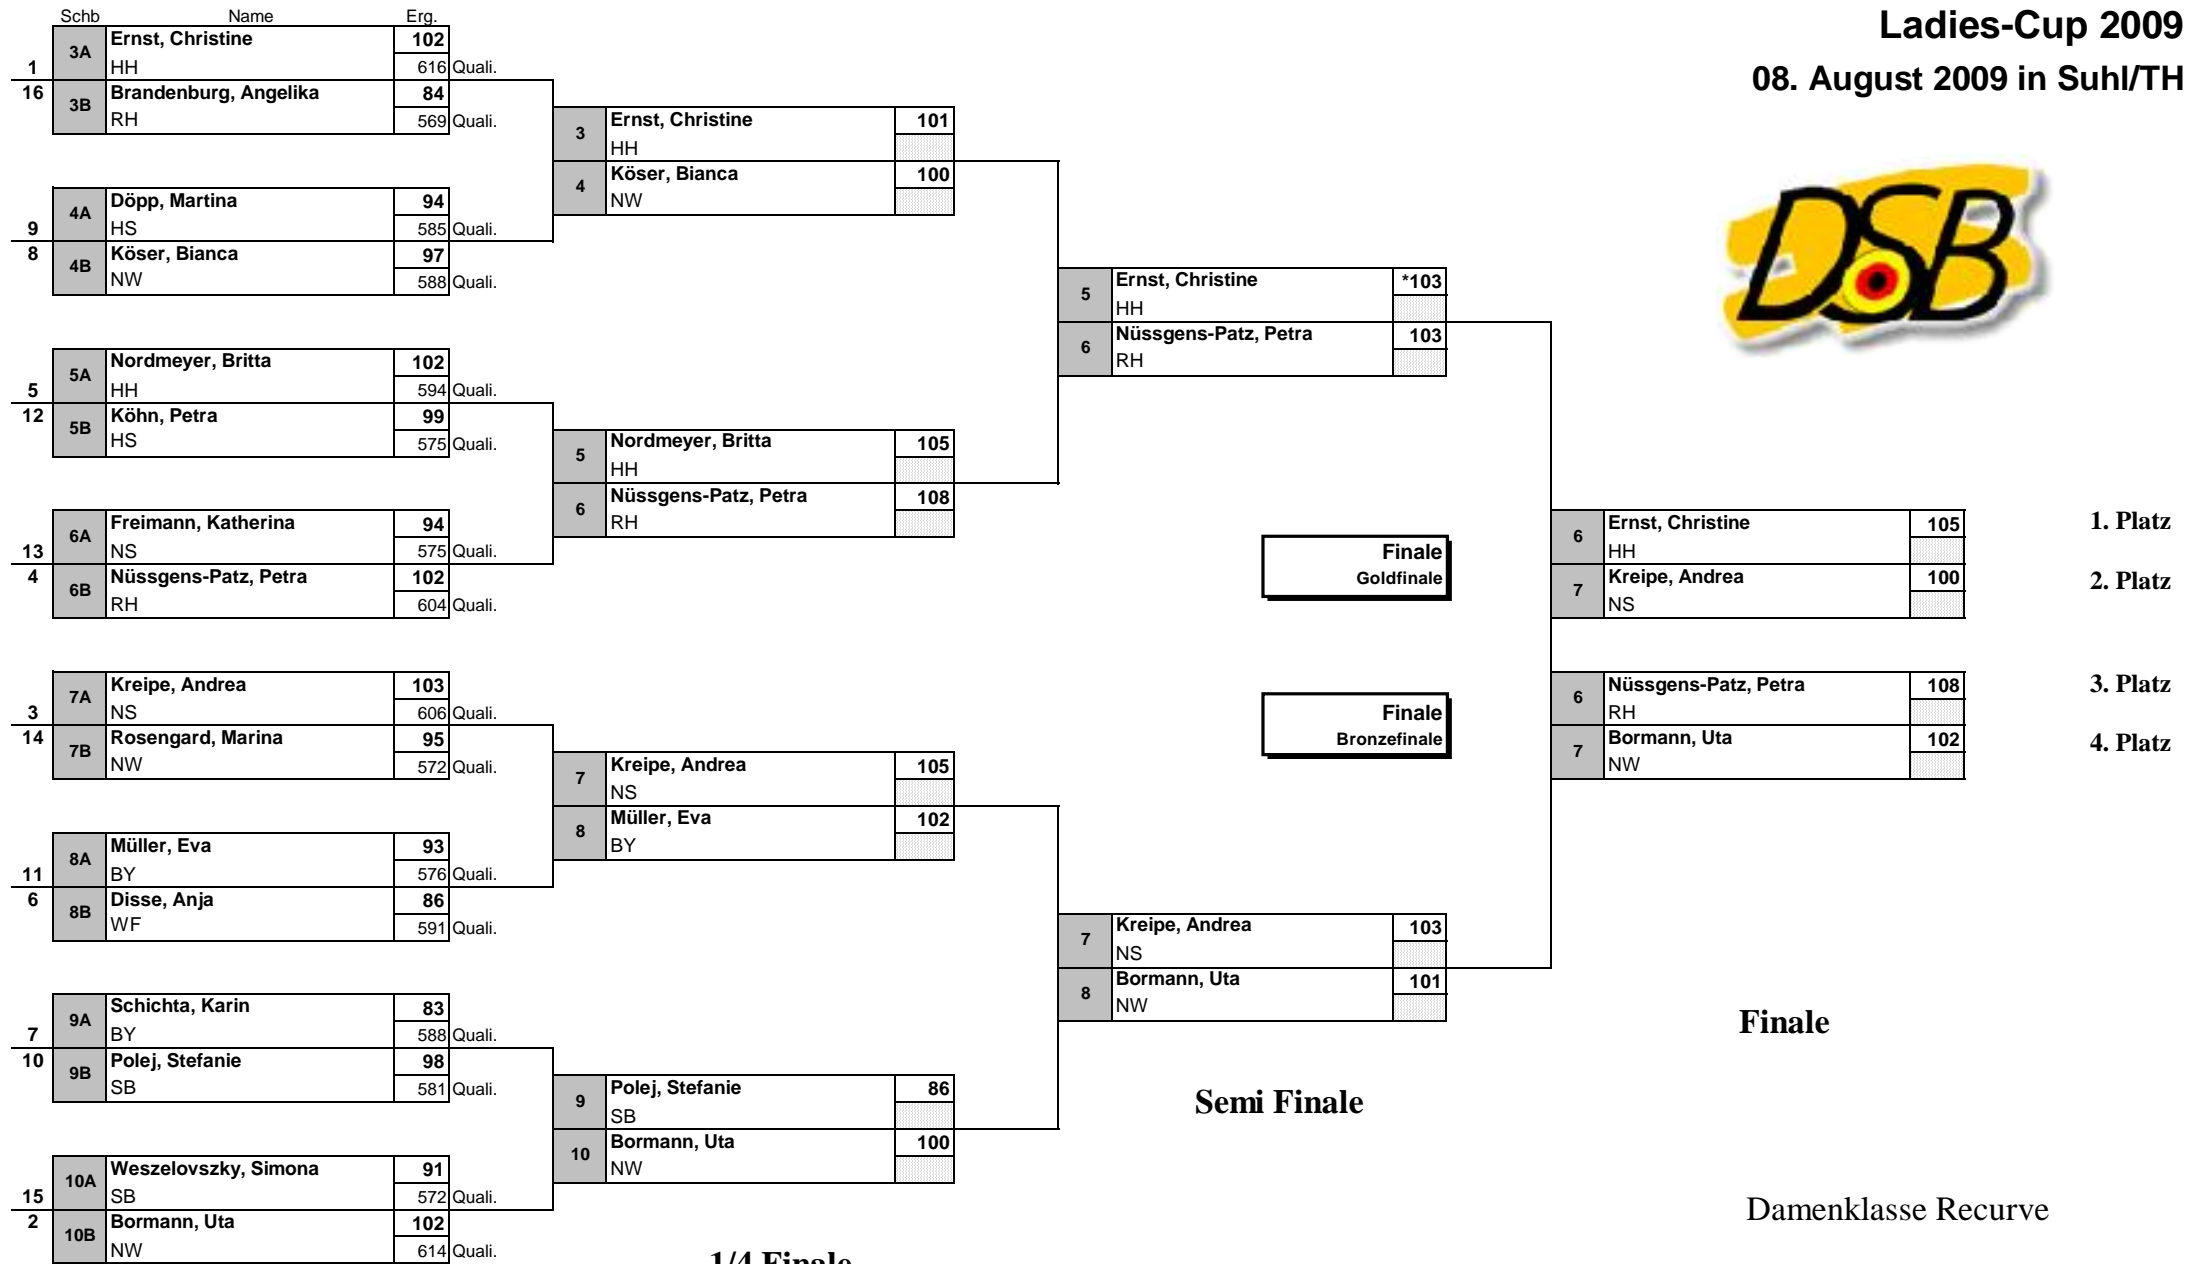 Ladies-Cup 2009
08. August 2009 in Suhl/TH
DSB
Schb Name Erg.
3A Ernst, Christine 102
1 HH 616 Quali.
16 3B Brandenburg, Angelika 84
RH 569 Quali.
4A Döpp, Martina 94
9 HS 585 Quali.
8 4B Köser, Bianca 97
NW 588 Quali.
5A Nordmeyer, Britta 102
5 HH 594 Quali.
12 5B Köhn, Petra 99
HS 575 Quali.
6A Freimann, Katherina 94
13 NS 575 Quali.
4 6B Nüssgens-Patz, Petra 102
RH 604 Quali.
7A Kreipe, Andrea 103
3 NS 606 Quali.
14 7B Rosengard, Marina 95
NW 572 Quali.
8A Müller, Eva 93
11 BY 576 Quali.
6 8B Disse, Anja 86
WF 591 Quali.
9A Schichta, Karin 83
7 BY 588 Quali.
10 9B Polej, Stefanie 98
SB 581 Quali.
10A Weszelovszky, Simona 91
15 SB 572 Quali.
2 10B Bormann, Uta 102
NW 614 Quali.
3 Ernst, Christine 101
HH
4 Köser, Bianca 100
NW
5 Nordmeyer, Britta 105
HH
6 Nüssgens-Patz, Petra 108
RH
7 Kreipe, Andrea 105
NS
8 Müller, Eva 102
BY
9 Polej, Stefanie 86
SB
10 Bormann, Uta 100
NW
1/4 Finale
5 Ernst, Christine *103
HH
6 Nüssgens-Patz, Petra 103
RH
7 Kreipe, Andrea 103
NS
8 Bormann, Uta 101
NW
Semi Finale
Finale
Goldfinale
6 Ernst, Christine 105 1. Platz
HH
7 Kreipe, Andrea 100 2. Platz
NS
Finale
Bronzefinale
6 Nüssgens-Patz, Petra 108 3. Platz
RH
7 Bormann, Uta 102 4. Platz
NW
Finale
Damenklasse Recurve